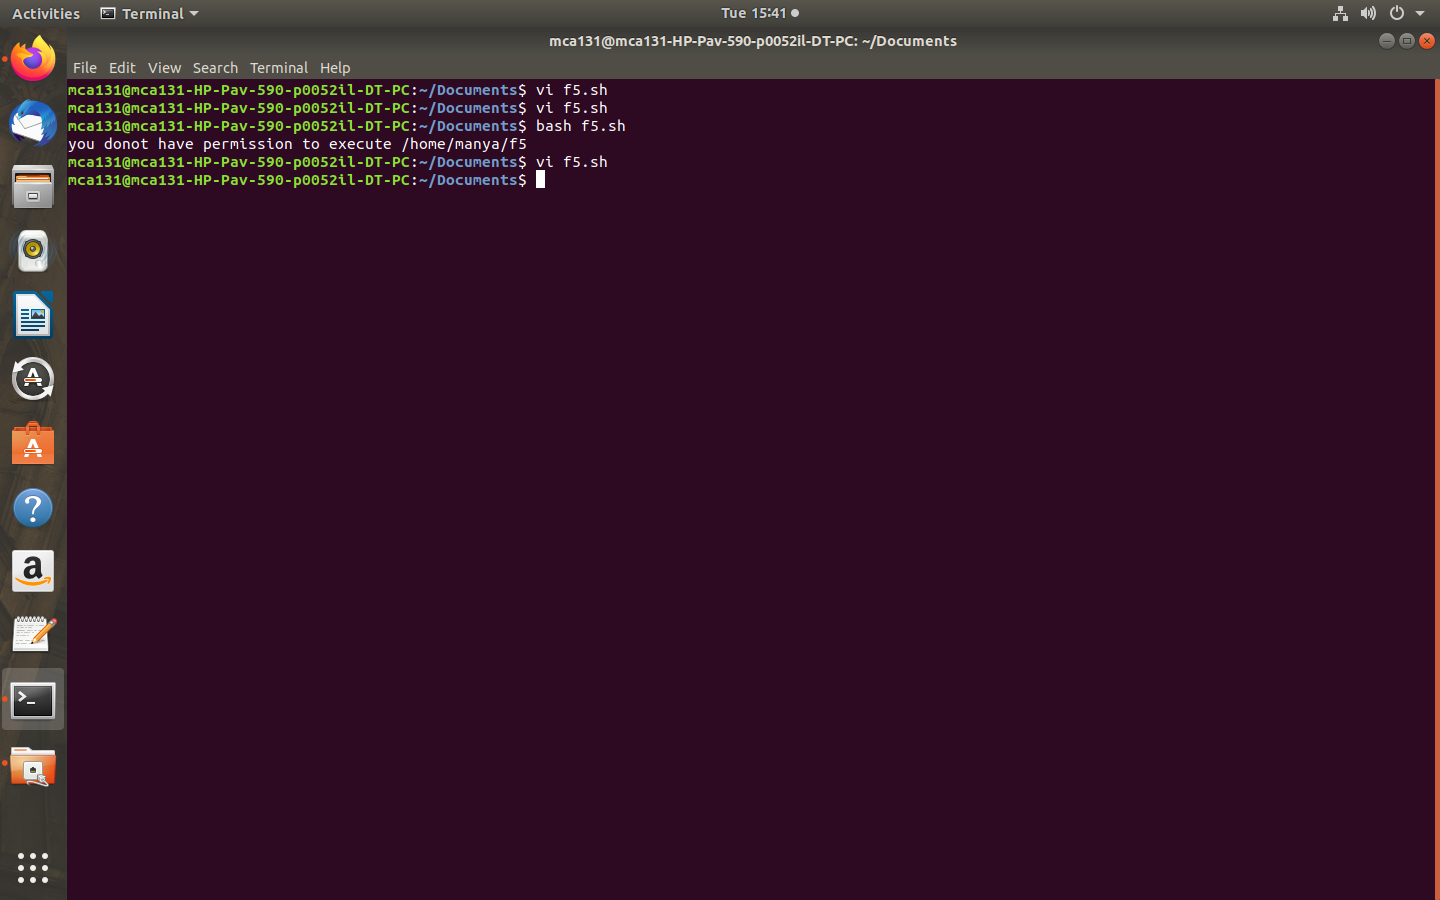 Activities Terminal Tue 15:41
mca131@mca131-HP-Pav-590-p0052il-DT-PC: ~/Documents
File Edit View Search Terminal Help
mca131@mca131-HP-Pav-590-p0052il-DT-PC:~/Documents$ vi f5.sh
mca131@mca131-HP-Pav-590-p0052il-DT-PC:~/Documents$ vi f5.sh
mca131@mca131-HP-Pav-590-p0052il-DT-PC:~/Documents$ bash f5.sh
you donot have permission to execute /home/manya/f5
mca131@mca131-HP-Pav-590-p0052il-DT-PC:~/Documents$ vi f5.sh
mca131@mca131-HP-Pav-590-p0052il-DT-PC:~/Documents$